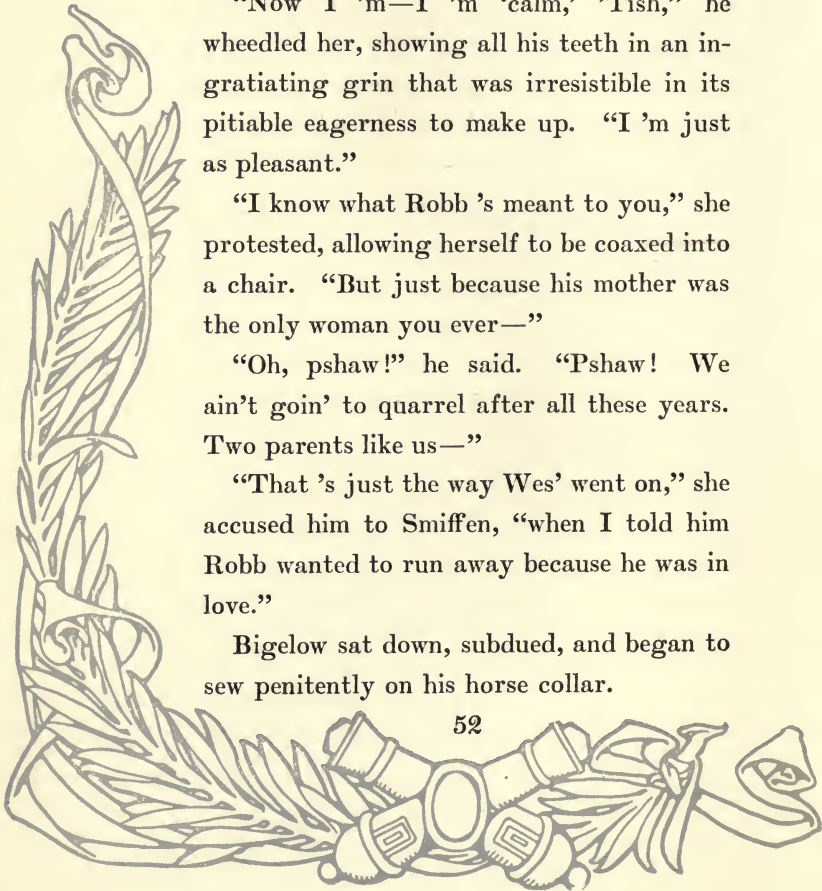 "Now I 'm—I 'm 'calm,' 'Tish," he
wheedled her, showing all his teeth in an in-
gratiating grin that was irresistible in its
pitiable eagerness to make up. "I 'm just
as pleasant."
"I know what Robb 's meant to you," she
protested, allowing herself to be coaxed into
a chair. "But just because his mother was
the only woman you ever—"
"Oh, pshaw!" he said. "Pshaw! We
ain't goin' to quarrel after all these years.
Two parents like us—"
"That 's just the way Wes' went on," she
accused him to Smiffen, "when I told him
Robb wanted to run away because he was in
love."
Bigelow sat down, subdued, and began to
sew penitently on his horse collar.
52